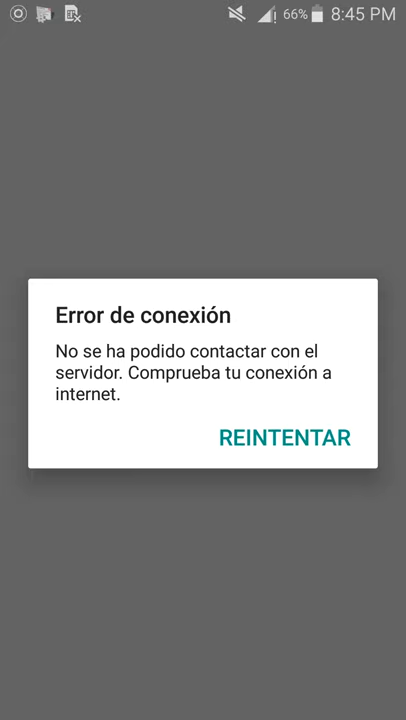 66% 8:45 PM
Error de conexión
No se ha podido contactar con el
servidor. Comprueba tu conexión a
internet.
REINTENTAR